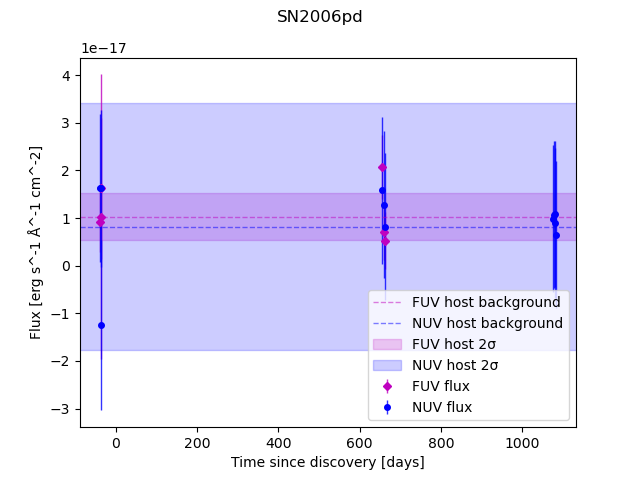 SN2006pd
1e−17
4
3
2
1
0
−1
−2
−3
Flux [erg s^-1 Å^-1 cm^-2]
FUV host background
NUV host background
FUV host 2σ
NUV host 2σ
FUV flux
NUV flux
0 200 400 600 800 1000
Time since discovery [days]